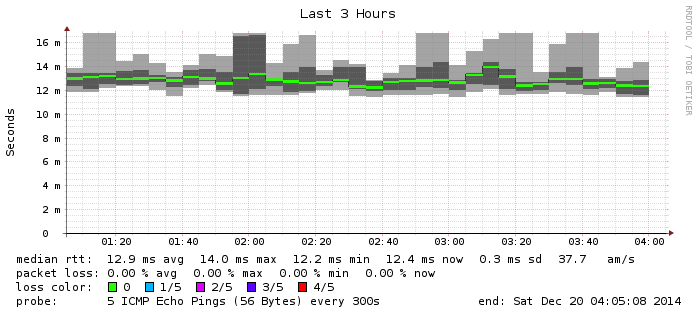 Last 3 Hours
RRDTOOL / TOBI OETIKER
Seconds
16 m
14 m
12 m
10 m
8 m
6 m
4 m
2 m
0
01:20 01:40 02:00 02:20 02:40 03:00 03:20 03:40 04:00
median rtt: 12.9 ms avg 14.0 ms max 12.2 ms min 12.4 ms now 0.3 ms sd 37.7 am/s
packet loss: 0.00 % avg 0.00 % max 0.00 % min 0.00 % now
loss color: 0 1/5 2/5 3/5 4/5
probe: 5 ICMP Echo Pings (56 Bytes) every 300s end: Sat Dec 20 04:05:08 2014